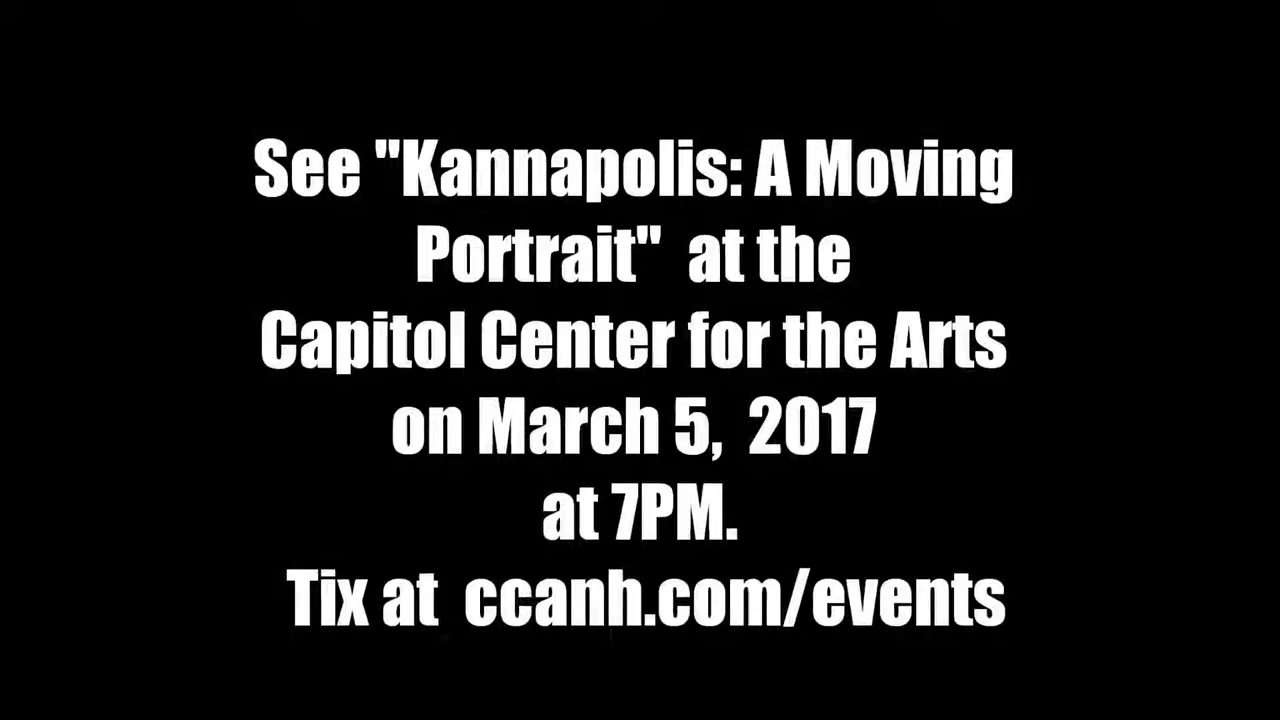 See "Kannapolis: A Moving
Portrait"  at the
Capitol Center for the Arts
on March 5,  2017
at 7PM.
Tix at  ccanh.com/events